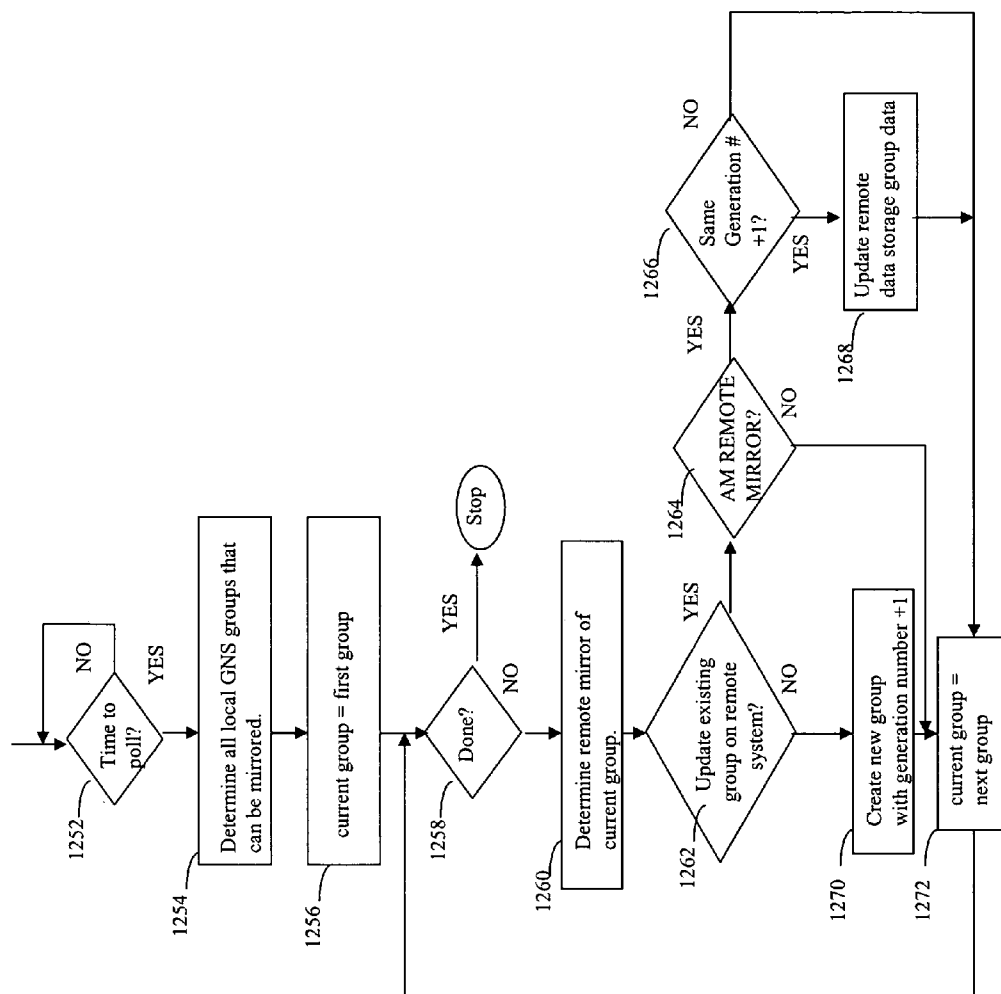 NO
Time to
poll?
YES
1252
Determine all local GNS groups that
can be mirrored.
1254
current group = first group
1256
Done?
YES
Stop
NO
1258
Determine remote mirror of
current group.
1260
Update existing
group on remote
system?
YES
NO
1262
AM REMOTE
MIRROR?
YES
NO
1264
Same
Generation #
+1?
NO
YES
1266
Update remote
data storage group data
1268
Create new group
with generation number +1
1270
current group =
next group
1272